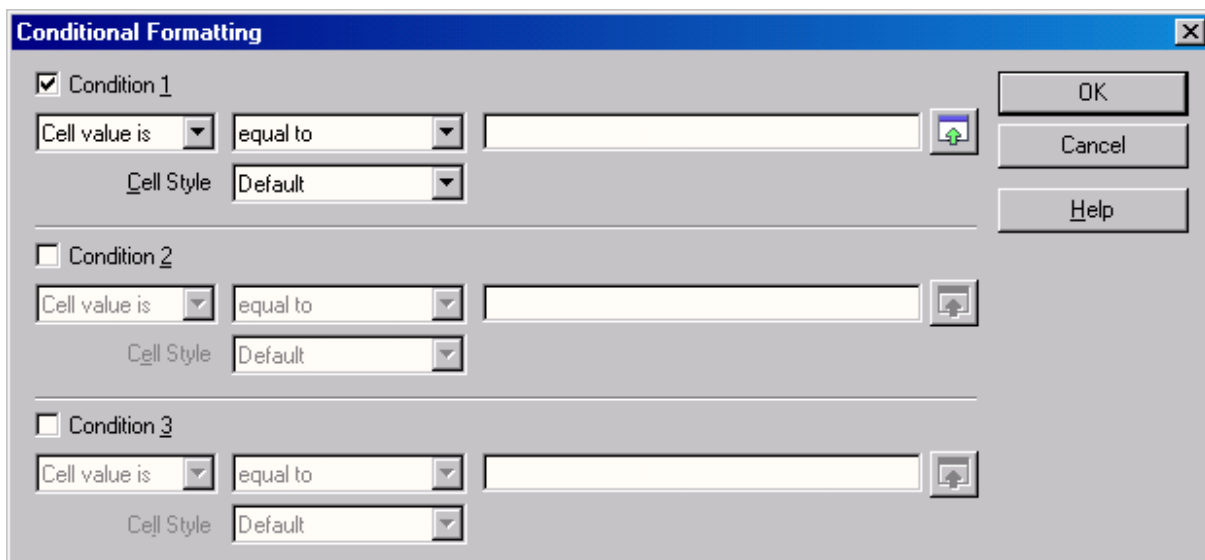 Conditional Formatting
Condition 1
OK
Cell value is equal to
Cancel
Cell Style Default
Help
Condition 2
Cell value is equal to
Cell Style Default
Condition 3
Cell value is equal to
Cell Style Default